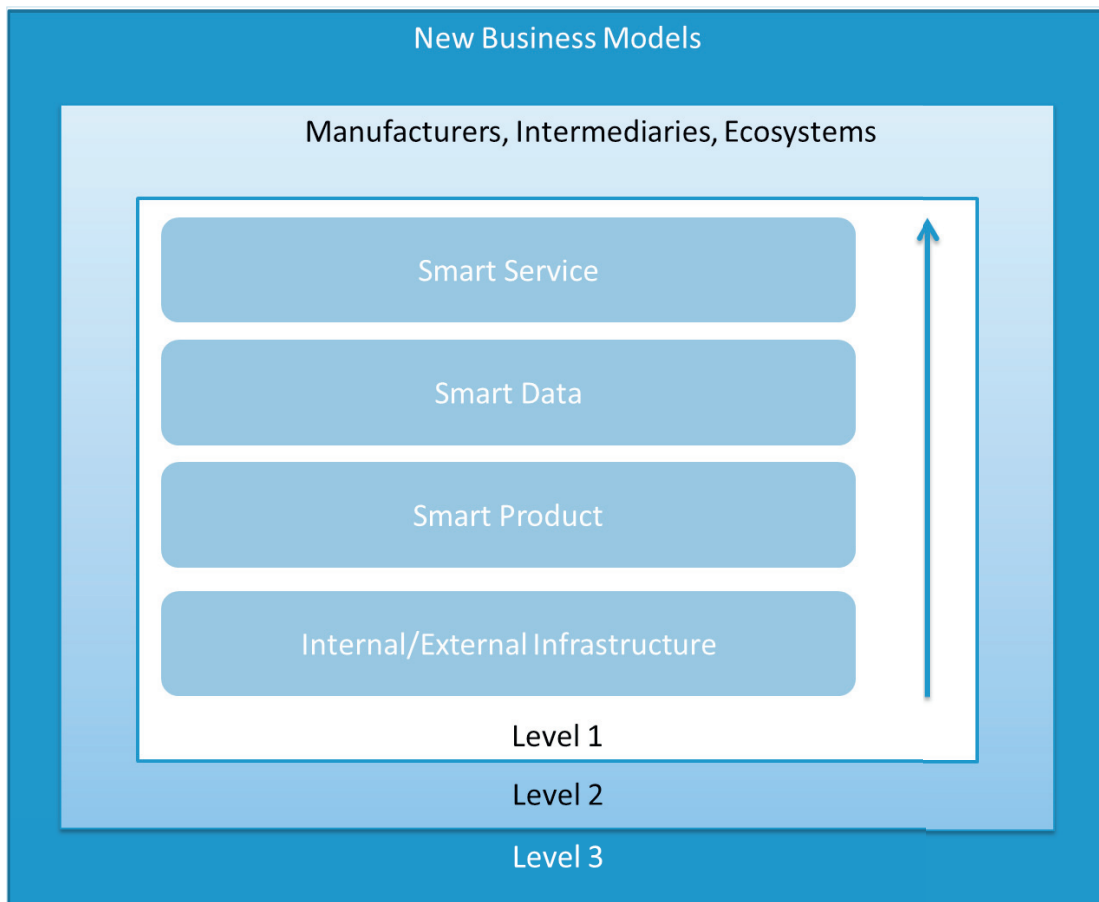 New Business Models
Manufacturers, Intermediaries, Ecosystems
Smart Service
Smart Data
Smart Product
Internal/External Infrastructure
Level 1
Level 2
Level 3